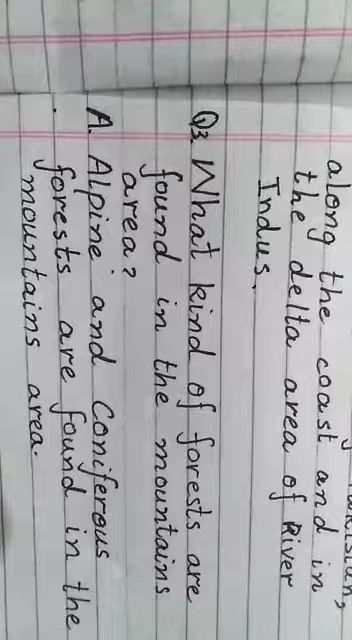 along the coast and in
the delta area of River
Indus.
Q3. What kind of forests are
found in the mountains
area?
A. Alpine and Coniferous
forests are found in the
mountains area.